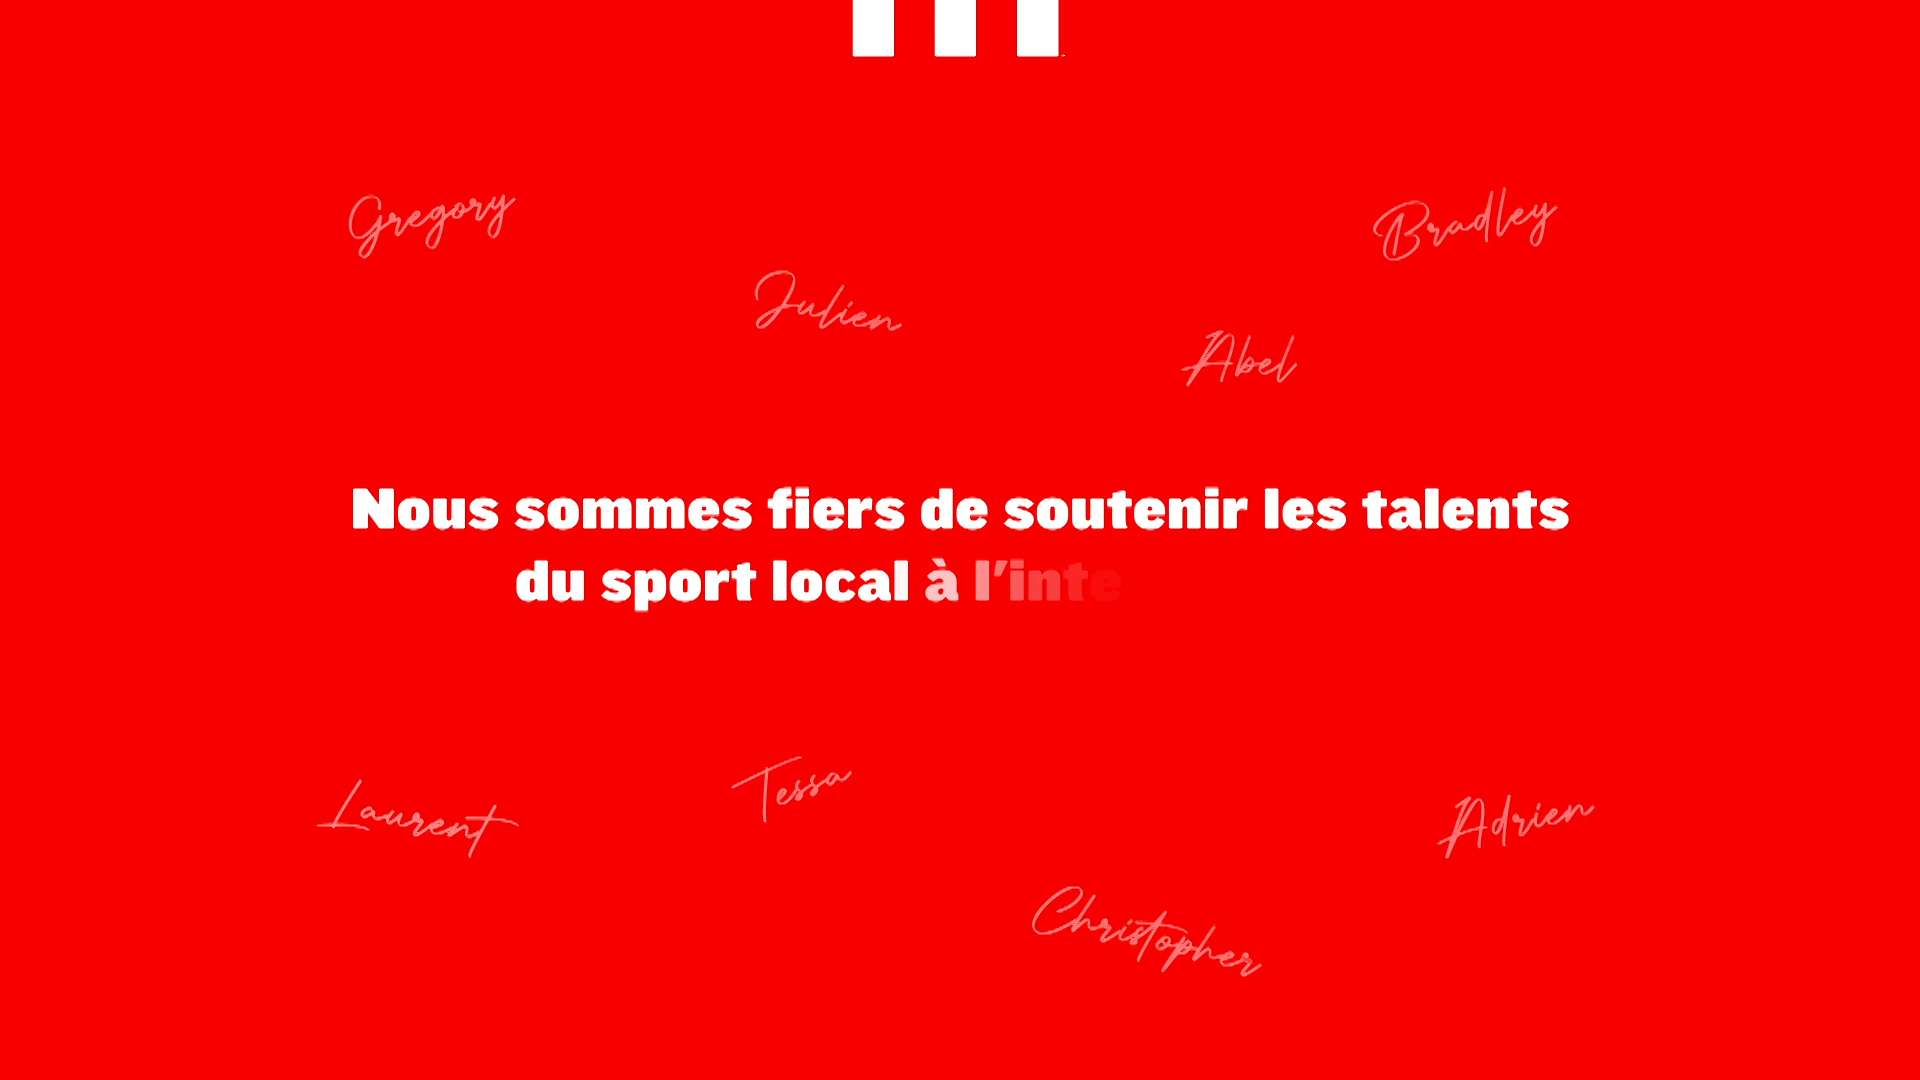 Gregory
Bradley
Julien
Abel
Nous sommes fiers de soutenir les talents
du sport local à l'inte
Tessa
Laurent
Adrien
Christopher